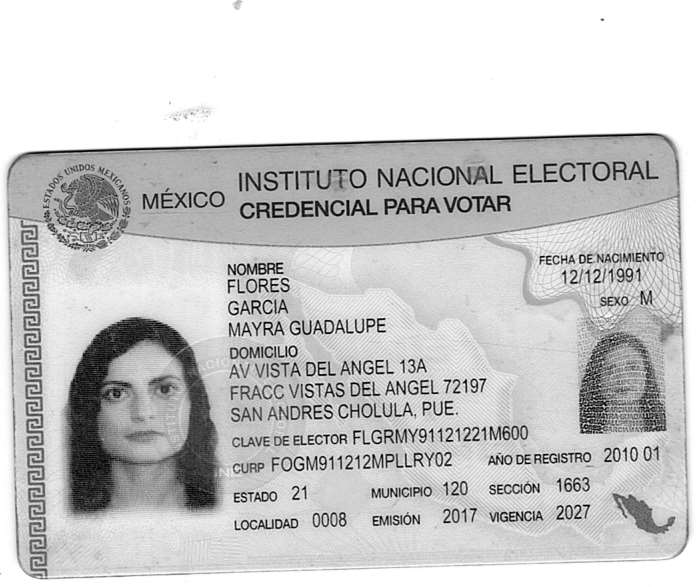 ESTADOS UNIDOS MEXICANOS
MÉXICO
INSTITUTO NACIONAL ELECTORAL
CREDENCIAL PARA VOTAR
FECHA DE NACIMIENTO
12/12/1991
SEXO M
NOMBRE
FLORES
GARCIA
MAYRA GUADALUPE
DOMICILIO
AV VISTA DEL ANGEL 13A
FRACC VISTAS DEL ANGEL 72197
SAN ANDRES CHOLULA, PUE.
CLAVE DE ELECTOR FLGRMY91121221M600
CURP FOGM911212MPLLRY02 AÑO DE REGISTRO 2010 01
ESTADO 21 MUNICIPIO 120 SECCIÓN 1663
LOCALIDAD 0008 EMISIÓN 2017 VIGENCIA 2027